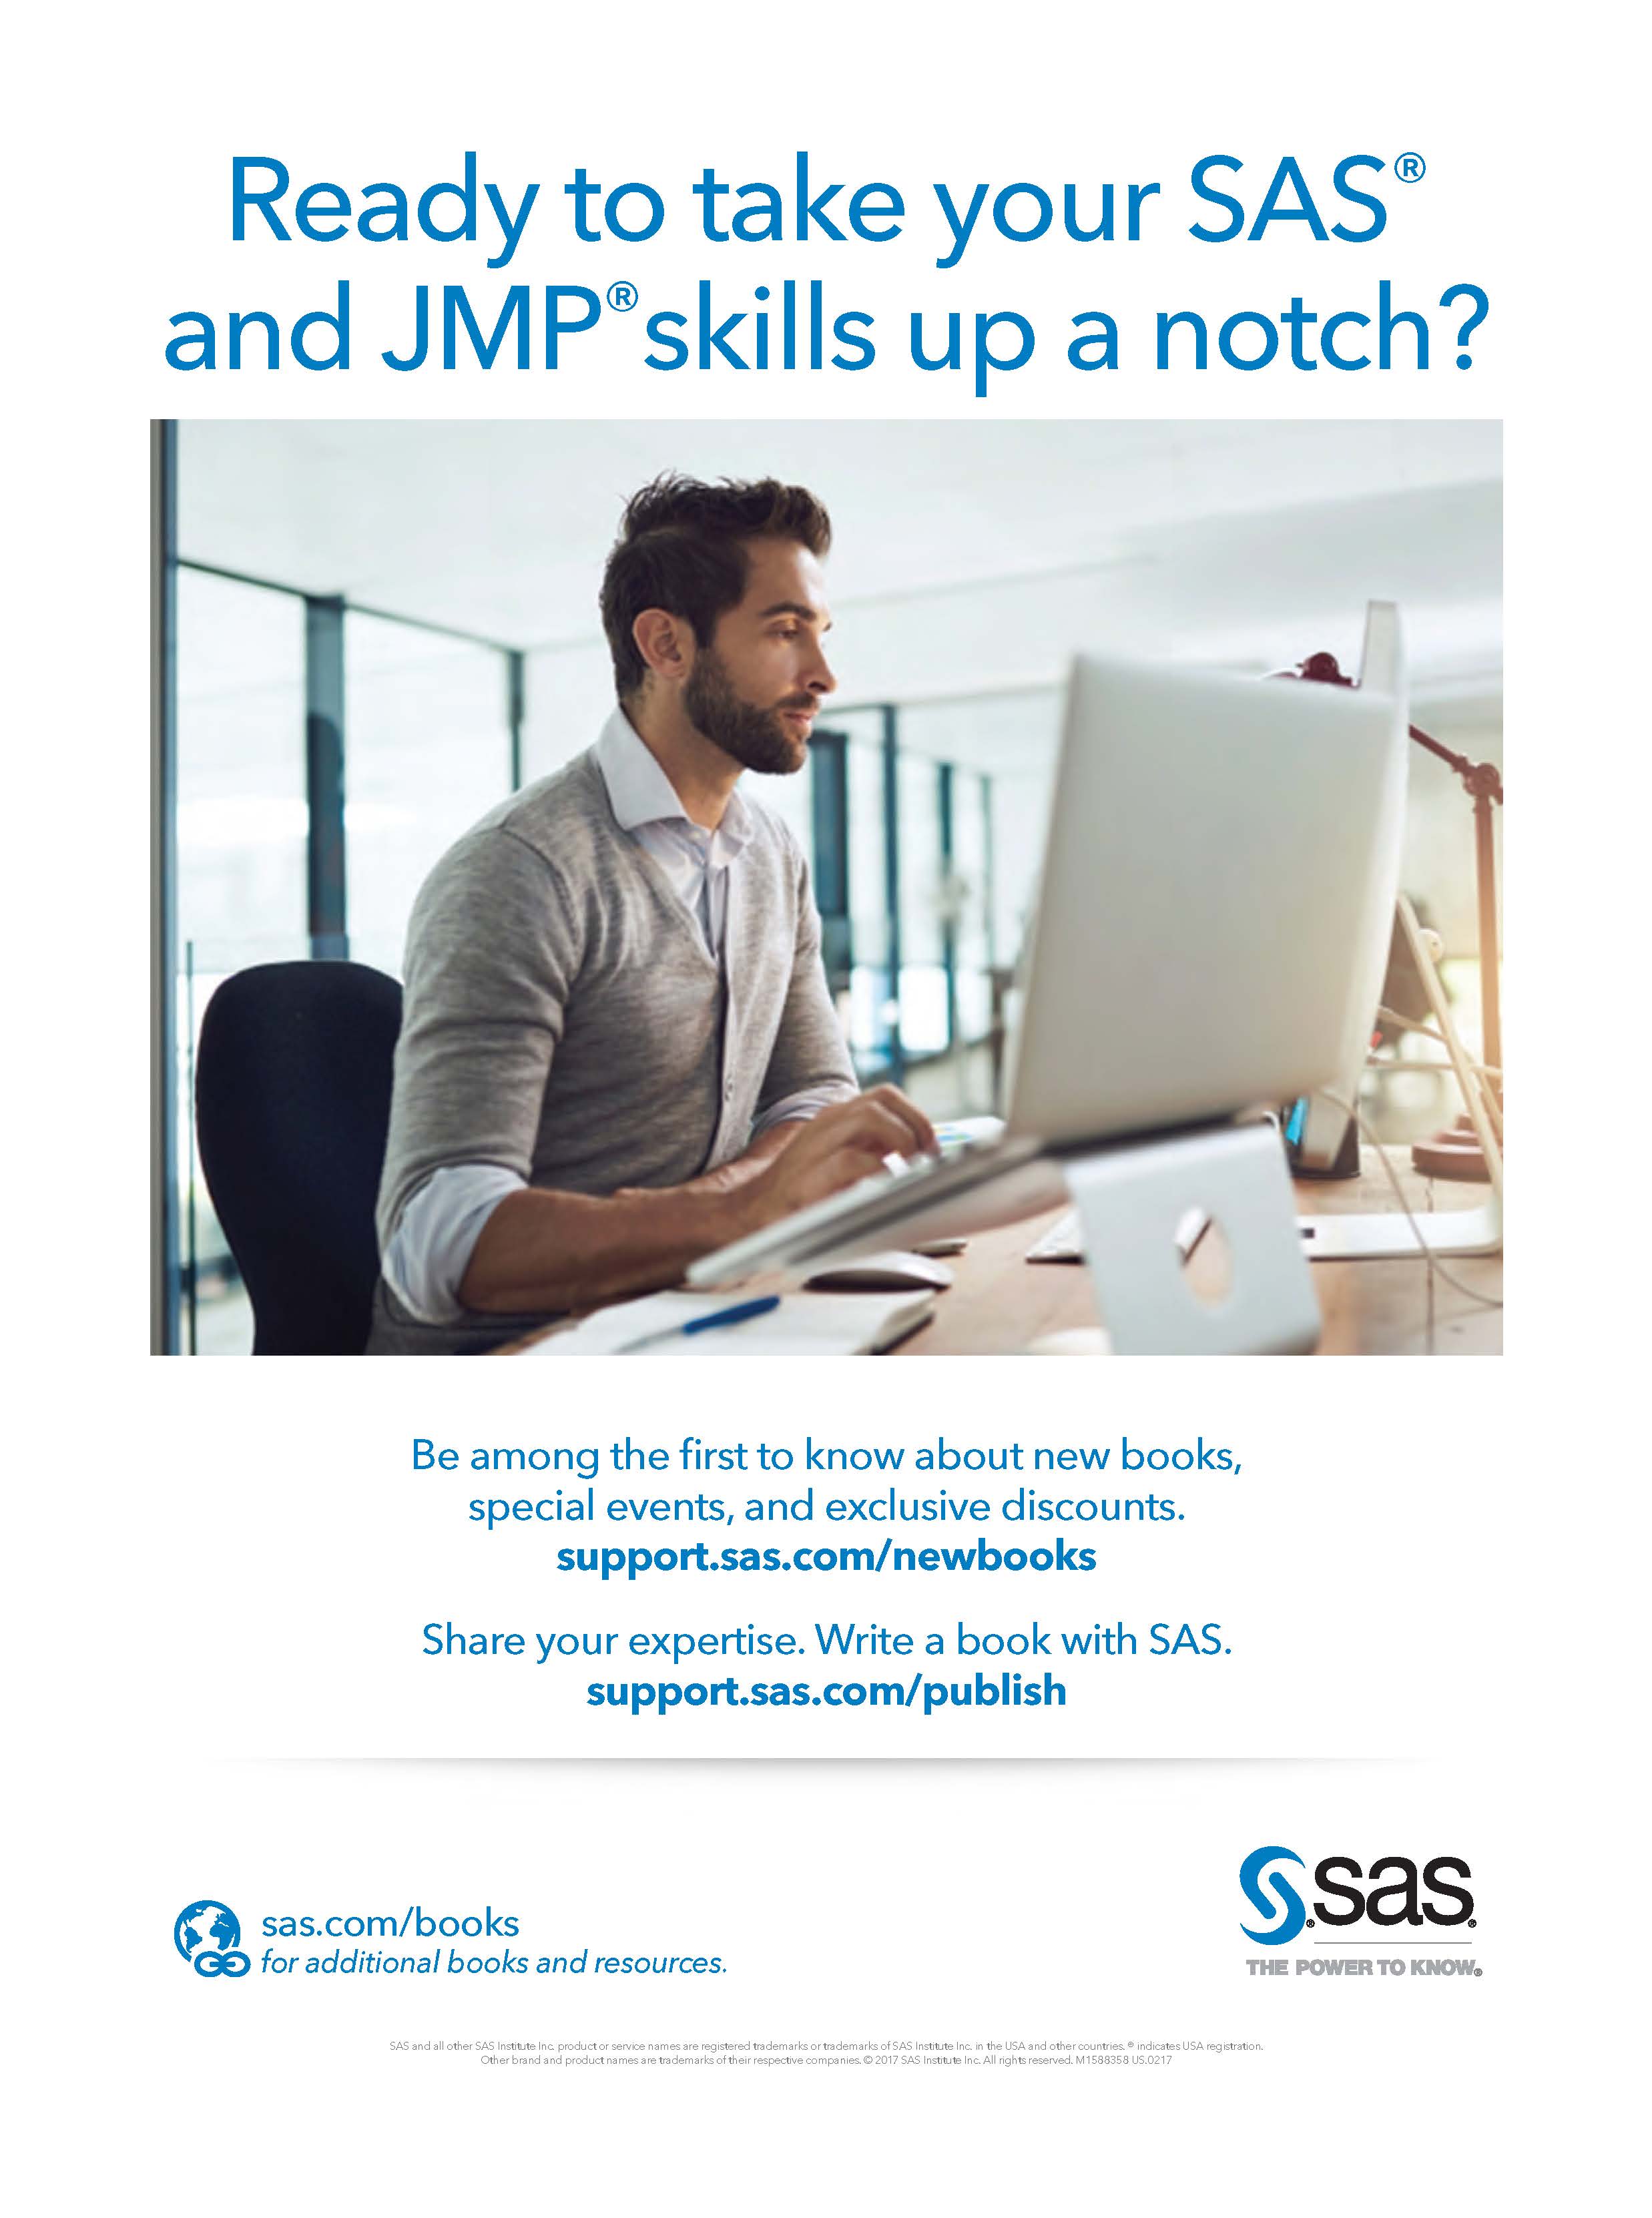 Ready to take your SAS®
and JMP® skills up a notch?
Be among the first to know about new books,
special events, and exclusive discounts.
support.sas.com/newbooks
Share your expertise. Write a book with SAS.
support.sas.com/publish
sas.com/books
for additional books and resources.
sas®
THE POWER TO KNOW®
SAS and all other SAS Institute Inc. product or service names are registered trademarks or trademarks of SAS Institute Inc. in the USA and other countries. ® indicates USA registration.
Other brand and product names are trademarks of their respective companies. © 2017 SAS Institute Inc. All rights reserved. M1588358 US.0217